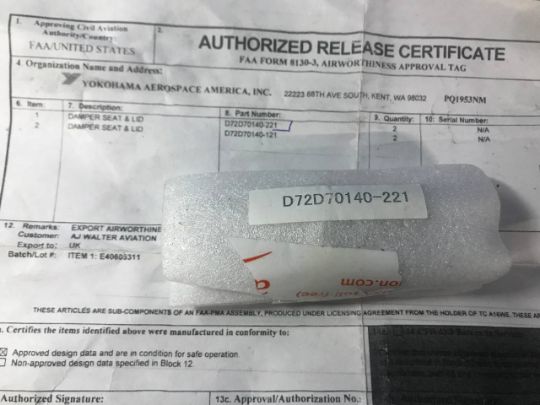 1. Approving Civil Aviation
Authority/Country:
FAA/UNITED STATES
2.
AUTHORIZED RELEASE CERTIFICATE
FAA FORM 8130-3, AIRWORTHINESS APPROVAL TAG
4. Organization Name and Address:
YOKOHAMA AEROSPACE AMERICA, INC.
22223 68TH AVE SOUTH, KENT, WA 98032
PQ1953NM
6. Item: 7. Description: 8. Part Number: 9. Quantity: 10. Serial Number:
1 DAMPER SEAT & LID D72D70140-221 2 N/A
2 DAMPER SEAT & LID D72D70140-121 2 N/A
D72D70140-221
ion.com
12. Remarks: EXPORT AIRWORTHINE
Customer: AJ WALTER AVIATION
Export to: UK
Batch/Lot #: ITEM 1: E40603311
THESE ARTICLES ARE SUB-COMPONENTS OF AN FAA-PMA ASSEMBLY, PRODUCED UNDER LICENSING AGREEMENT FROM THE HOLDER OF TC A16WE. THESE A
. Certifies the items identified above were manufactured in conformity to:
Approved design data and are in condition for safe operation.
Non-approved design data specified in Block 12.
Authorized Signature:
13c. Approval/Authorization No.: